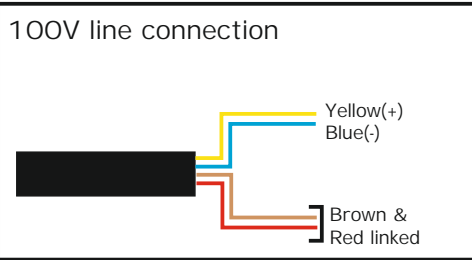 100V line connection
Yellow(+)
Blue(-)
Brown &
Red linked